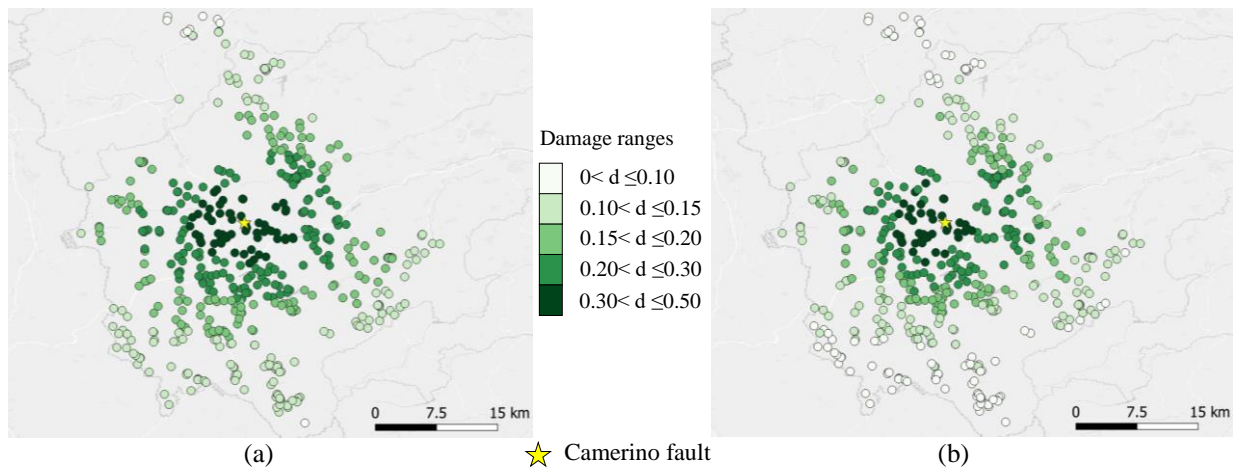 Damage ranges
0< d ≤0.10
0.10< d ≤0.15
0.15< d ≤0.20
0.20< d ≤0.30
0.30< d ≤0.50
0 7.5 15 km
0 7.5 15 km
(a)
Camerino fault
(b)